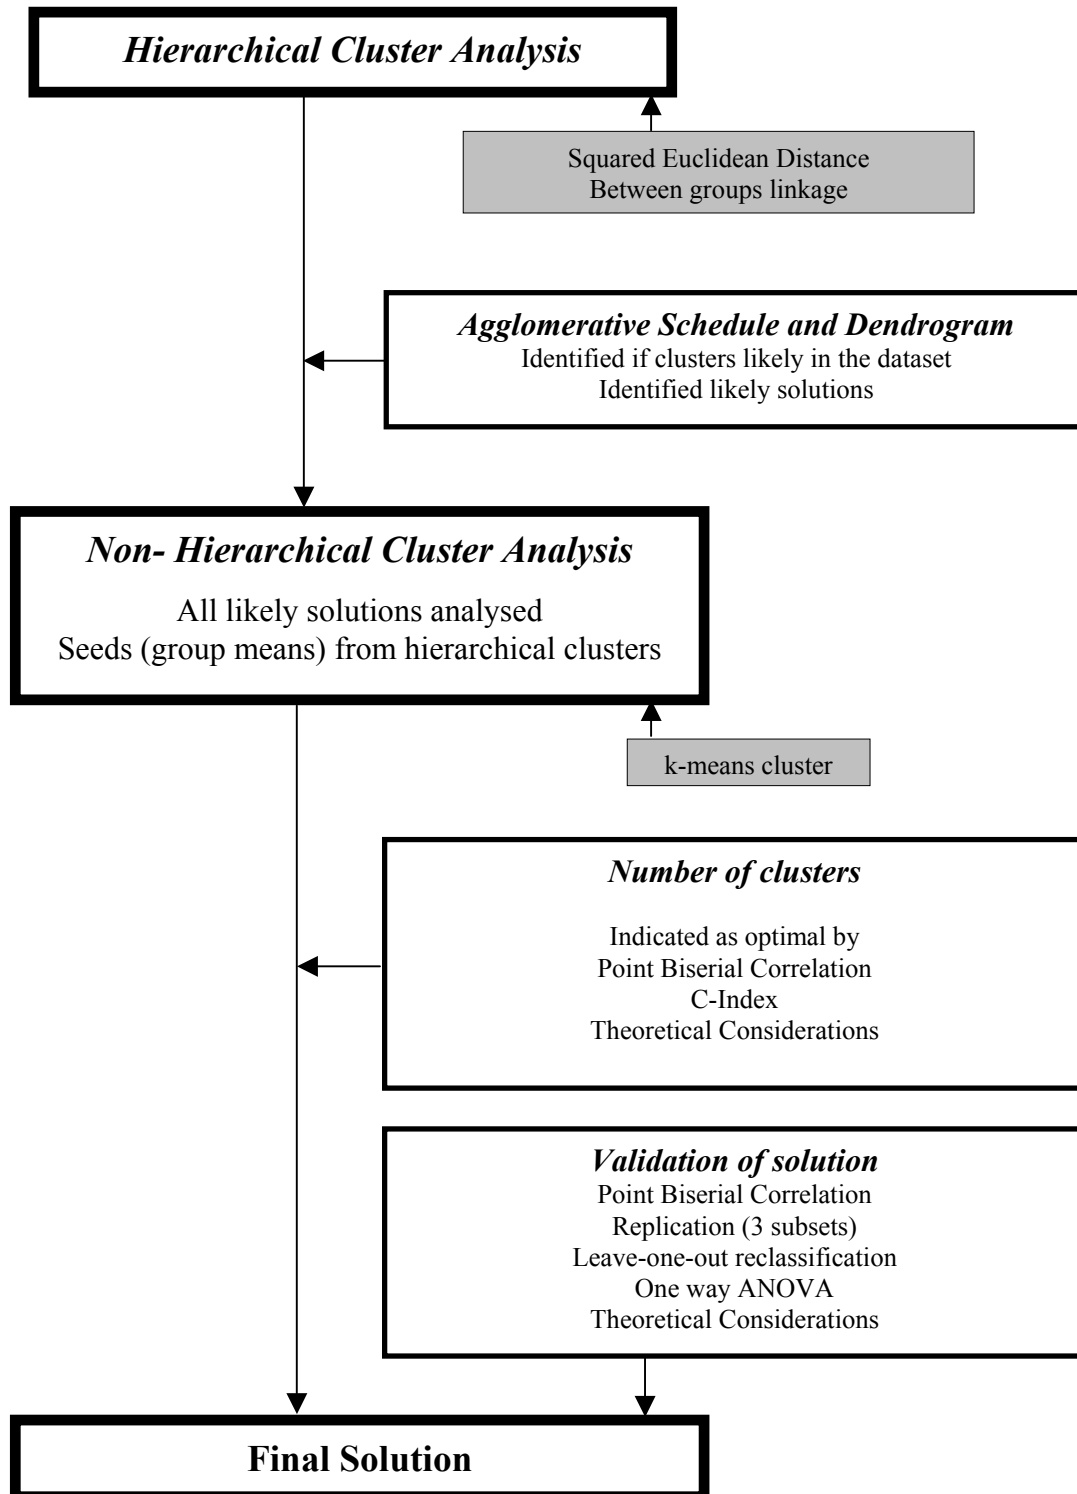 Hierarchical Cluster Analysis
Squared Euclidean Distance
Between groups linkage
Agglomerative Schedule and Dendrogram
Identified if clusters likely in the dataset
Identified likely solutions
Non- Hierarchical Cluster Analysis
All likely solutions analysed
Seeds (group means) from hierarchical clusters
k-means cluster
Number of clusters
Indicated as optimal by
Point Biserial Correlation
C-Index
Theoretical Considerations
Validation of solution
Point Biserial Correlation
Replication (3 subsets)
Leave-one-out reclassification
One way ANOVA
Theoretical Considerations
Final Solution